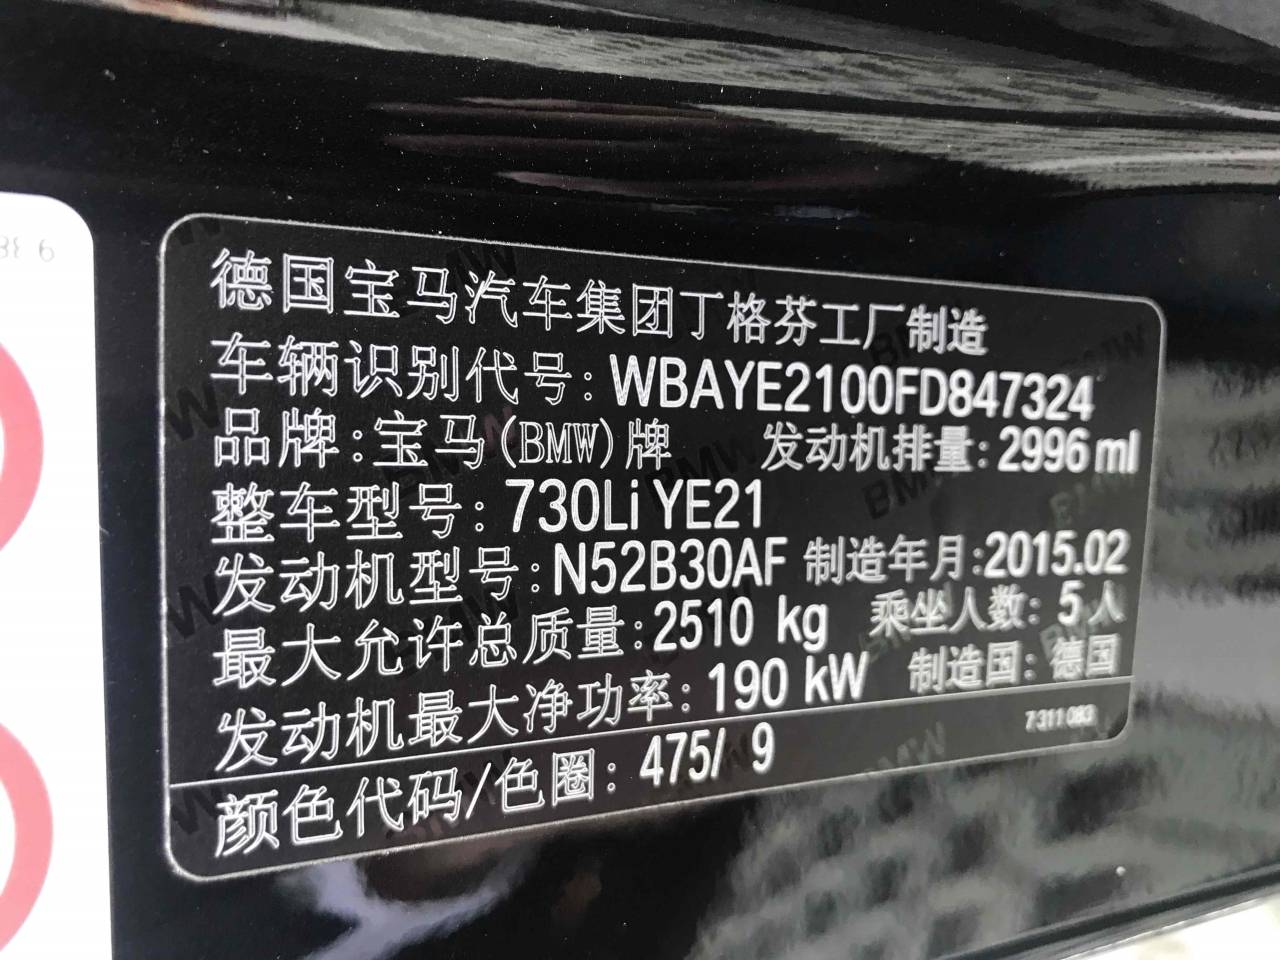 德国宝马汽车集团丁格芬工厂制造
车辆识别代号: WBAYE2100FD847324
品牌:宝马(BMW)牌 发动机排量:2996 ml
整车型号: 730Li YE21
发动机型号:N52B30AF 制造年月:2015.02
最大允许总质量:2510 kg 乘坐人数: 5人
发动机最大净功率: 190 kW 制造国: 德国
7 311 083
颜色代码/色圈: 475/ 9